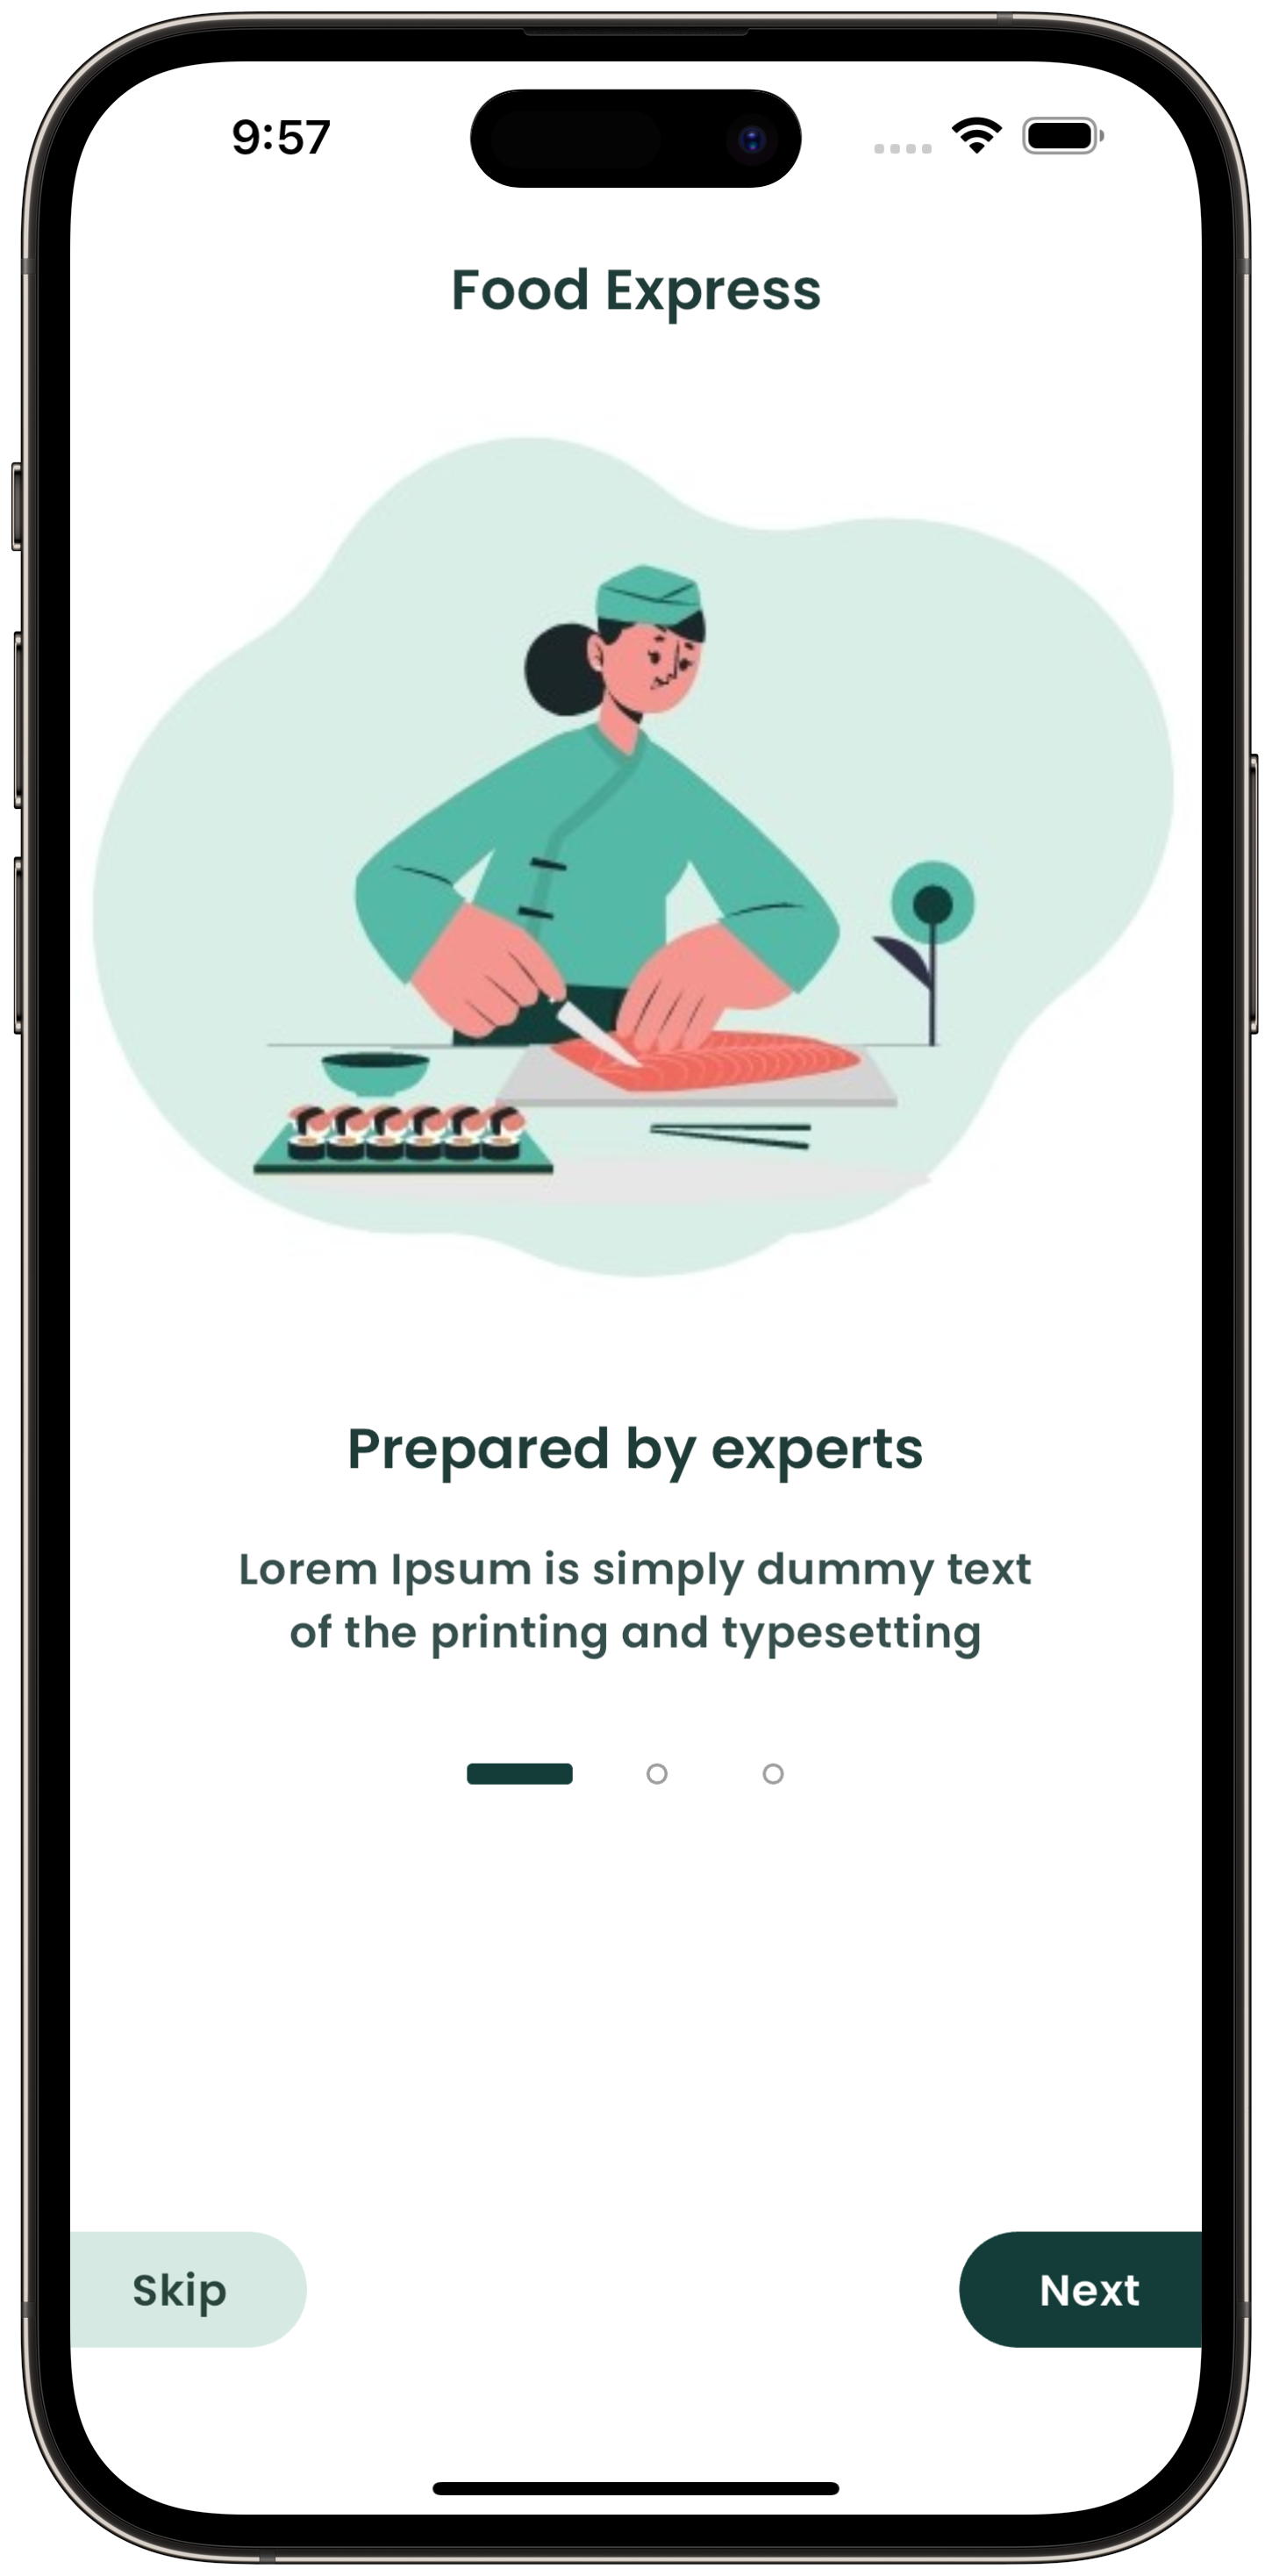 9:57
Food Express
Prepared by experts
Lorem Ipsum is simply dummy text
of the printing and typesetting
Skip
Next